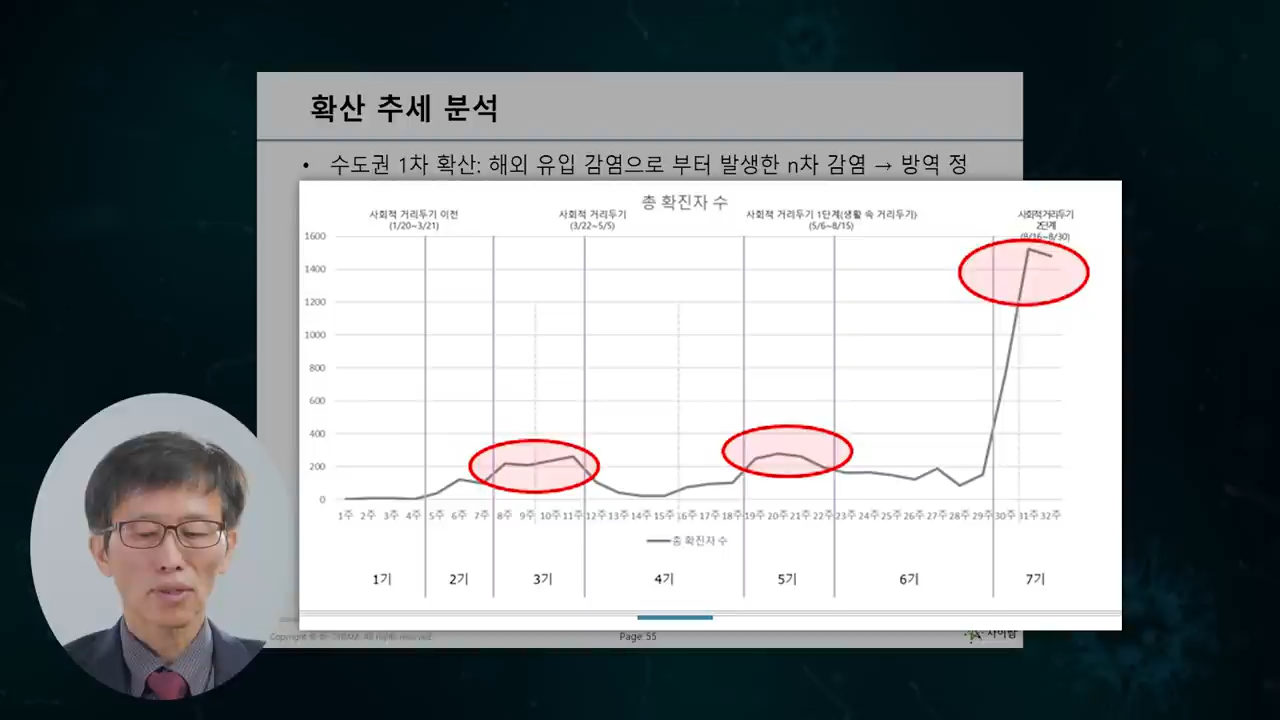 확산 추세 분석
• 수도권 1차 확산: 해외 유입 감염으로 부터 발생한 n차 감염 → 방역 정
총 확진자 수
사회적 거리두기 이전
(1/20~3/21)
사회적 거리두기
(3/22~5/5)
사회적 거리두기 1단계(생활 속 거리두기)
(5/6~8/15)
사회적 거리두기
2단계
(8/16~8/30)
1600
1400
1200
1000
800
600
400
200
0
1주 2주 3주 4주 5주 6주 7주 8주 9주 10주 11주 12주 13주 14주 15주 16주 17주 18주 19주 20주 21주 22주 23주 24주 25주 26주 27주 28주 29주 30주 31주 32주
총 확진자 수
1기 2기 3기 4기 5기 6기 7기
Copyright © All rights reserved.
Page 55
사이람